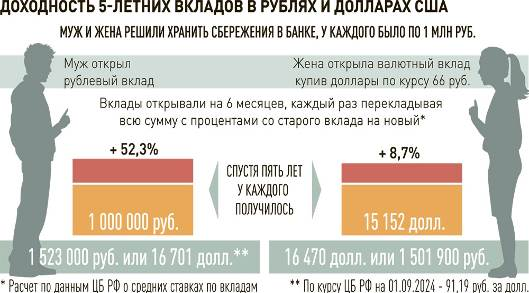 ДОХОДНОСТЬ 5-ЛЕТНИХ ВКЛАДОВ В РУБЛЯХ И ДОЛЛАРАХ США
МУЖ И ЖЕНА РЕШИЛИ ХРАНИТЬ СБЕРЕЖЕНИЯ В БАНКЕ, У КАЖДОГО БЫЛО ПО 1 МЛН РУБ.
Муж открыл
рублевый вклад
Жена открыла валютный вклад
купив доллары по курсу 66 руб.
Вклады открывали на 6 месяцев, каждый раз перекладывая
всю сумму с процентами со старого вклада на новый*
+ 52,3%
СПУСТЯ ПЯТЬ ЛЕТ
У КАЖДОГО
ПОЛУЧИЛОСЬ
+ 8,7%
1 000 000 руб.
15 152 долл.
1 523 000 руб. или 16 701 долл.**
16 470 долл. или 1 501 900 руб.
* Расчет по данным ЦБ РФ о средних ставках по вкладам
** По курсу ЦБ РФ на 01.09.2024 - 91,19 руб. за долл.